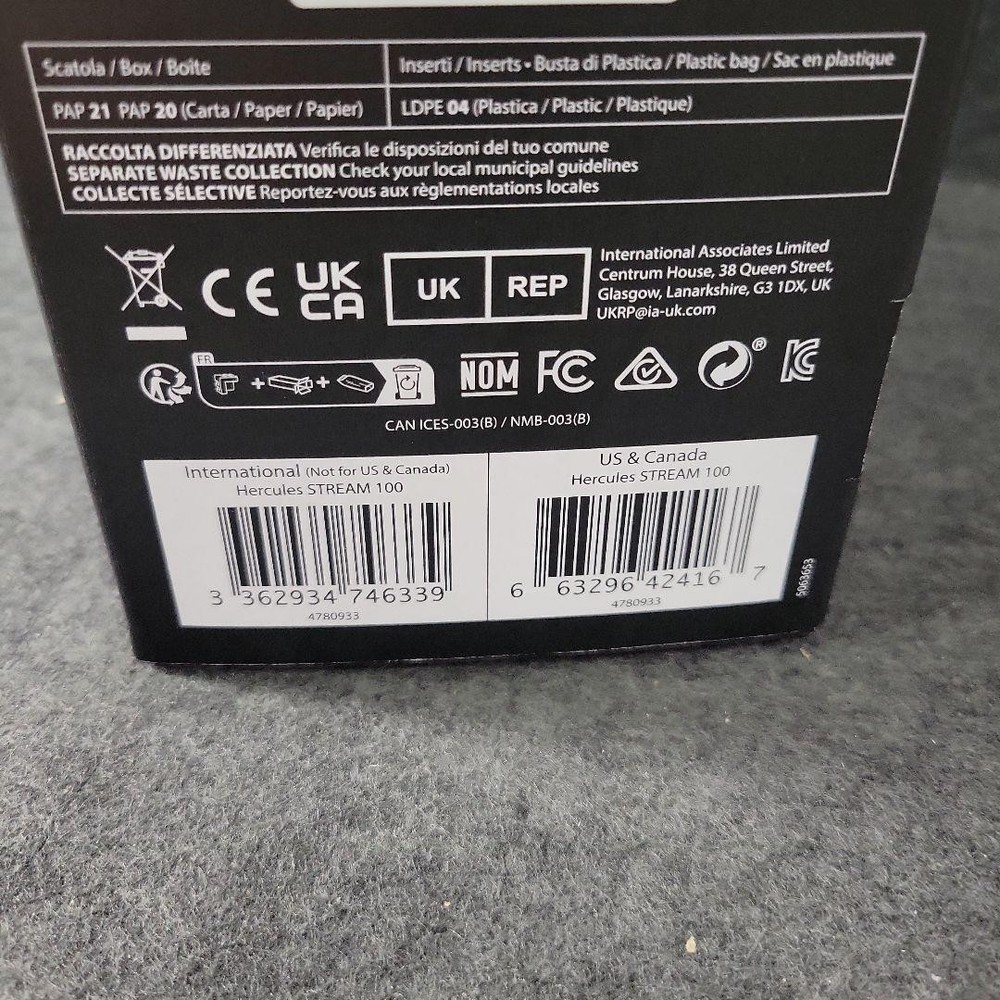 Scatola / Box / Boîte
Inserti / Inserts • Busta di Plastica / Plastic bag / Sac en plastique
PAP 21 PAP 20 (Carta / Paper / Papier)
LDPE 04 (Plastica / Plastic / Plastique)
RACCOLTA DIFFERENZIATA Verifica le disposizioni del tuo comune
SEPARATE WASTE COLLECTION Check your local municipal guidelines
COLLECTE SÉLECTIVE Reportez-vous aux règlementations locales
CE
UK
CA
UK REP
International Associates Limited
Centrum House, 38 Queen Street,
Glasgow, Lanarkshire, G3 1DX, UK
UKRP@ia-uk.com
FR
+ +
NOM FC ® KC
CAN ICES-003(B) / NMB-003(B)
International (Not for US & Canada)
Hercules STREAM 100
3 362934 746339
4780933
US & Canada
Hercules STREAM 100
6 63296 42416 7
4780933
5063653